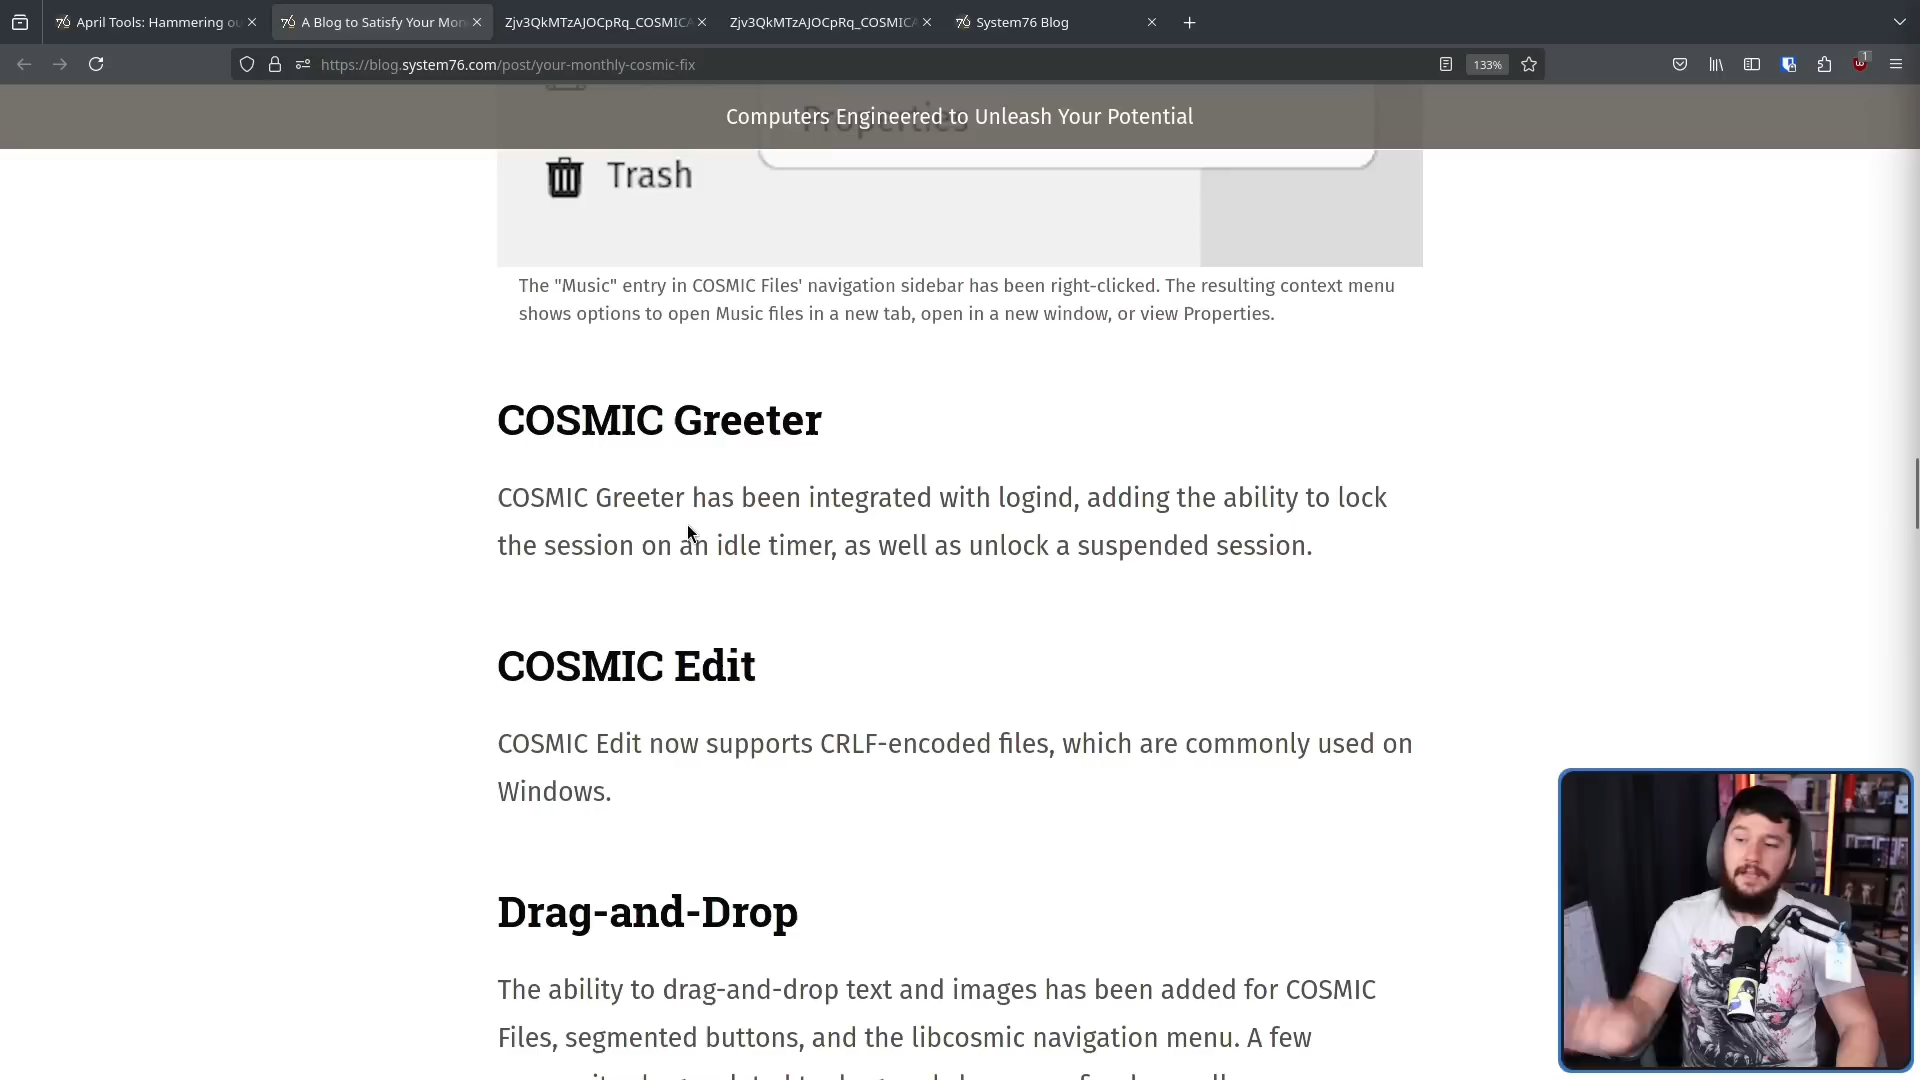 April Tools: Hammering ou
A Blog to Satisfy Your Mon
Zjv3QkMTzAJOCpRq_COSMICA
Zjv3QkMTzAJOCpRq_COSMICA
System76 Blog
https://blog.system76.com/post/your-monthly-cosmic-fix
133%
1
Computers Engineered to Unleash Your Potential
Properties
Trash
The "Music" entry in COSMIC Files' navigation sidebar has been right-clicked. The resulting context menu
shows options to open Music files in a new tab, open in a new window, or view Properties.
COSMIC Greeter
COSMIC Greeter has been integrated with logind, adding the ability to lock
the session on an idle timer, as well as unlock a suspended session.
COSMIC Edit
COSMIC Edit now supports CRLF-encoded files, which are commonly used on
Windows.
Drag-and-Drop
The ability to drag-and-drop text and images has been added for COSMIC
Files, segmented buttons, and the libcosmic navigation menu. A few